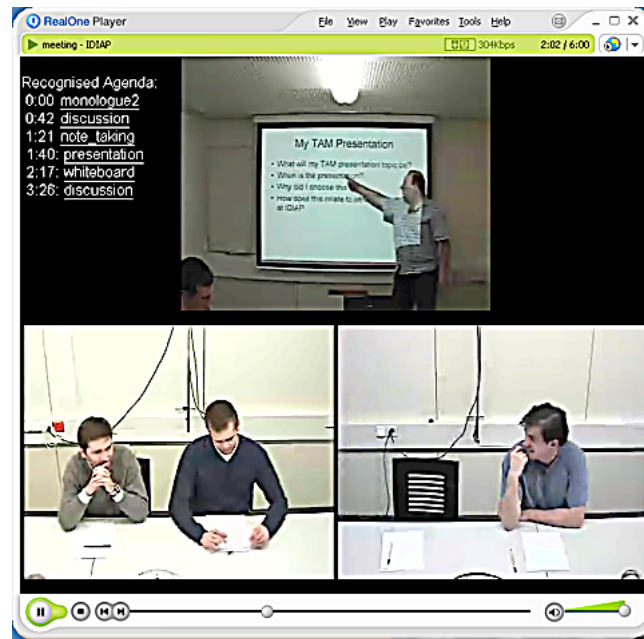 RealOne Player
File View Play Favorites Tools Help
meeting - IDIAP
304Kbps
2:02 / 6:00
Recognised Agenda:
0:00 monologue2
0:42 discussion
1:21 note_taking
1:40: presentation
2:17: whiteboard
3:26: discussion
My TAM Presentation
• What will my TAM presentation topic be?
• When is the presentation?
• Why did I choose this
• How does this relate to
at IDIAP